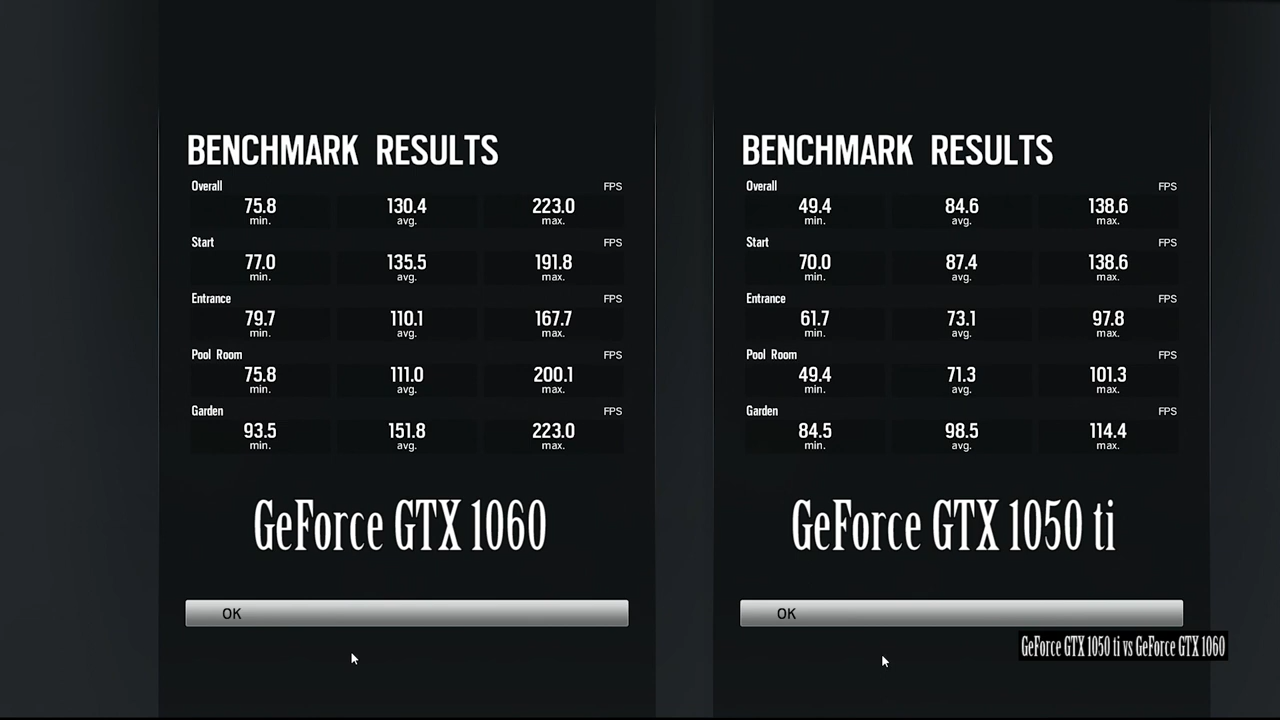 BENCHMARK RESULTS
Overall FPS
75.8 130.4 223.0
min. avg. max.
Start FPS
77.0 135.5 191.8
min. avg. max.
Entrance FPS
79.7 110.1 167.7
min. avg. max.
Pool Room FPS
75.8 111.0 200.1
min. avg. max.
Garden FPS
93.5 151.8 223.0
min. avg. max.
GeForce GTX 1060
OK
BENCHMARK RESULTS
Overall FPS
49.4 84.6 138.6
min. avg. max.
Start FPS
70.0 87.4 138.6
min. avg. max.
Entrance FPS
61.7 73.1 97.8
min. avg. max.
Pool Room FPS
49.4 71.3 101.3
min. avg. max.
Garden FPS
84.5 98.5 114.4
min. avg. max.
GeForce GTX 1050 ti
OK
GeForce GTX 1050 ti vs GeForce GTX 1060